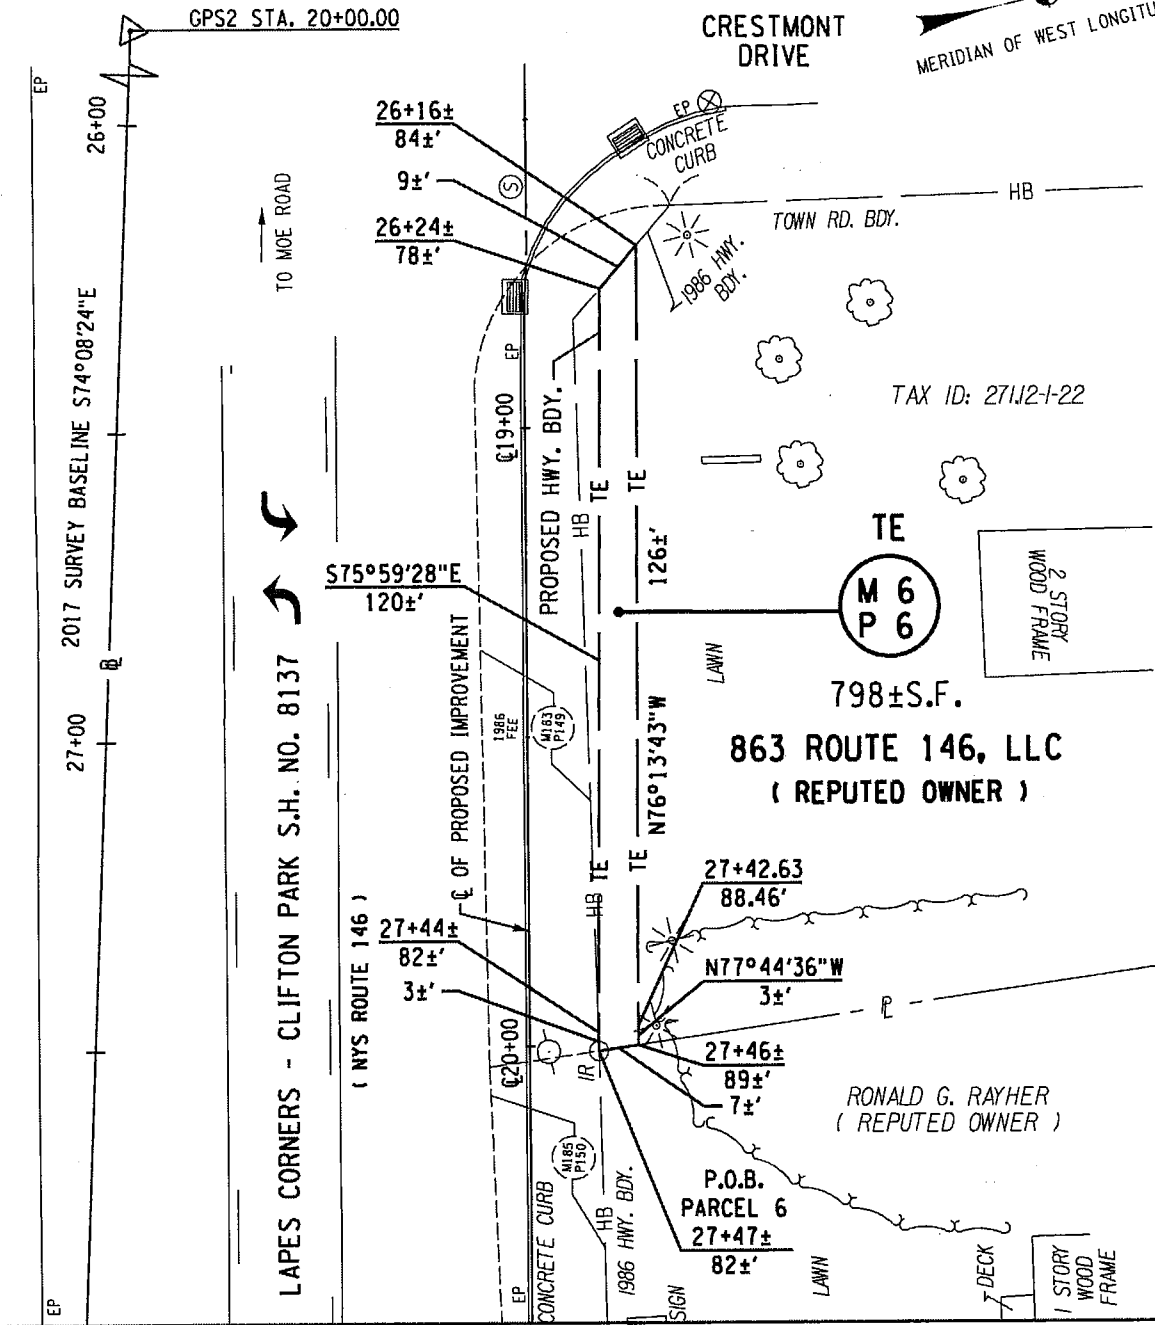 GPS2 STA. 20+00.00
CRESTMONT
DRIVE
MERIDIAN OF WEST LONGITU
EP
26+00
TO MOE ROAD
26+16±
84±'
9±'
26+24±
78±'
S
EP
CONCRETE
CURB
HB
TOWN RD. BDY.
1986 HWY.
BDY.
2017 SURVEY BASELINE S74°08'24"E
BL
27+00
EP
℄19+00
PROPOSED HWY. BDY.
HB
TE
TE
126±'
TAX ID: 271.12-1-22
TE
M 6
P 6
798±S.F.
863 ROUTE 146, LLC
( REPUTED OWNER )
2 STORY
WOOD FRAME
LAWN
S75°59'28"E
120±'
LAPES CORNERS - CLIFTON PARK S.H. NO. 8137
( NYS ROUTE 146 )
℄ OF PROPOSED IMPROVEMENT
1986
FEE
M183
P149
N76°13'43"W
HB
TE
TE
27+42.63
88.46'
27+44±
82±'
3±'
N77°44'36"W
3±'
PL
℄20+00
IR
27+46±
89±'
7±'
RONALD G. RAYHER
( REPUTED OWNER )
M185
P150
P.O.B.
PARCEL 6
27+47±
82±'
EP
EP
CONCRETE CURB
HB
1986 HWY. BDY.
SIGN
LAWN
DECK
1 STORY
WOOD
FRAME